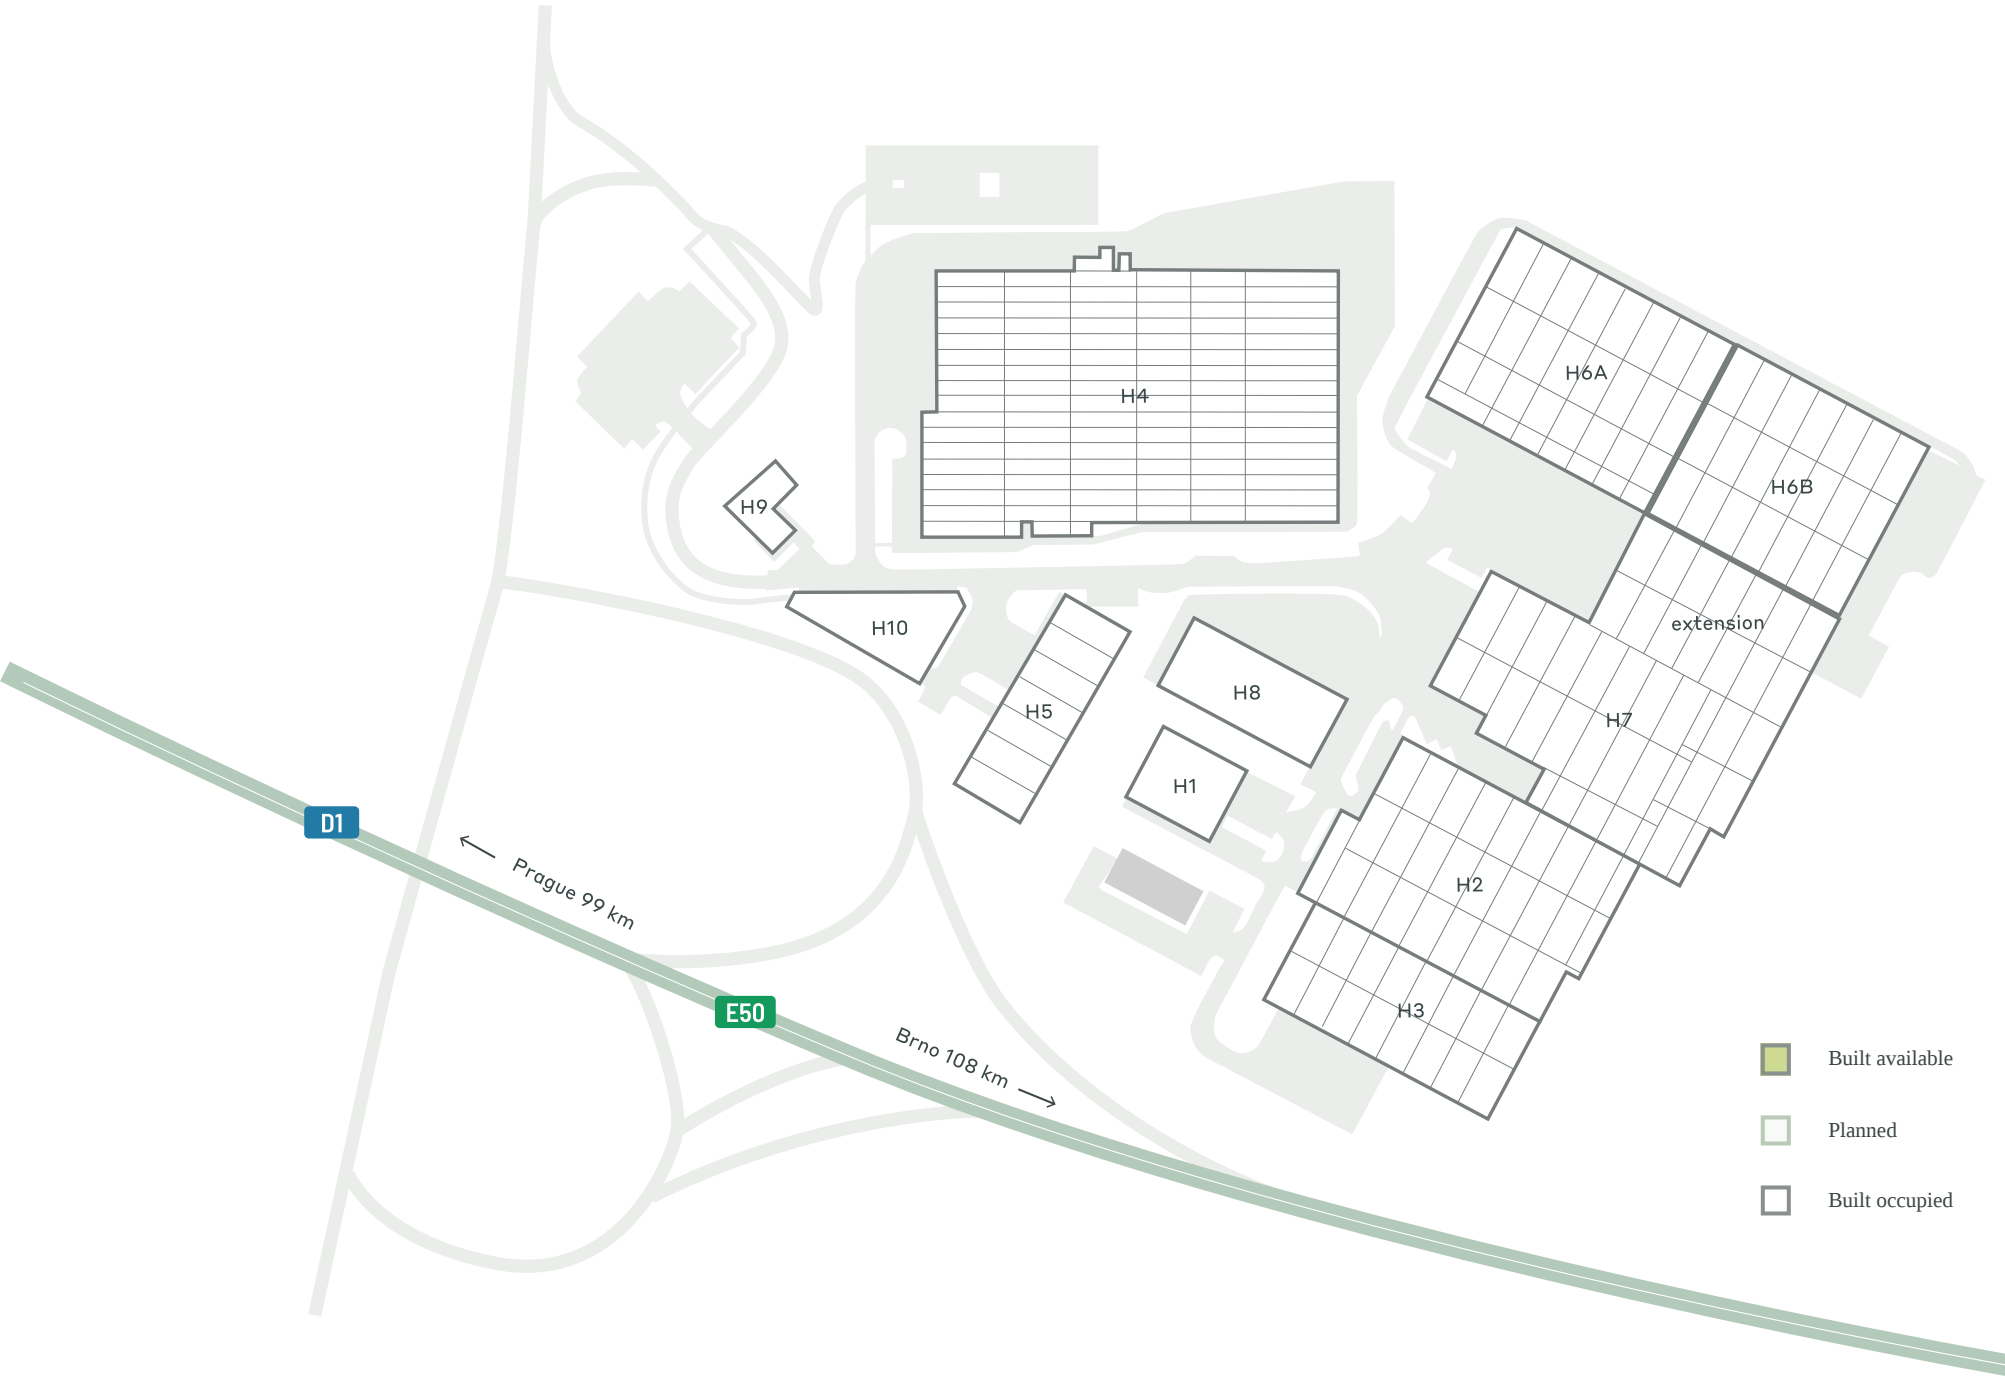 H6A
H4
H6B
H9
extension
H10
H8
H5
H7
H1
D1
Prague 99 km
H2
E50
H3
Brno 108 km
Built available
Planned
Built occupied